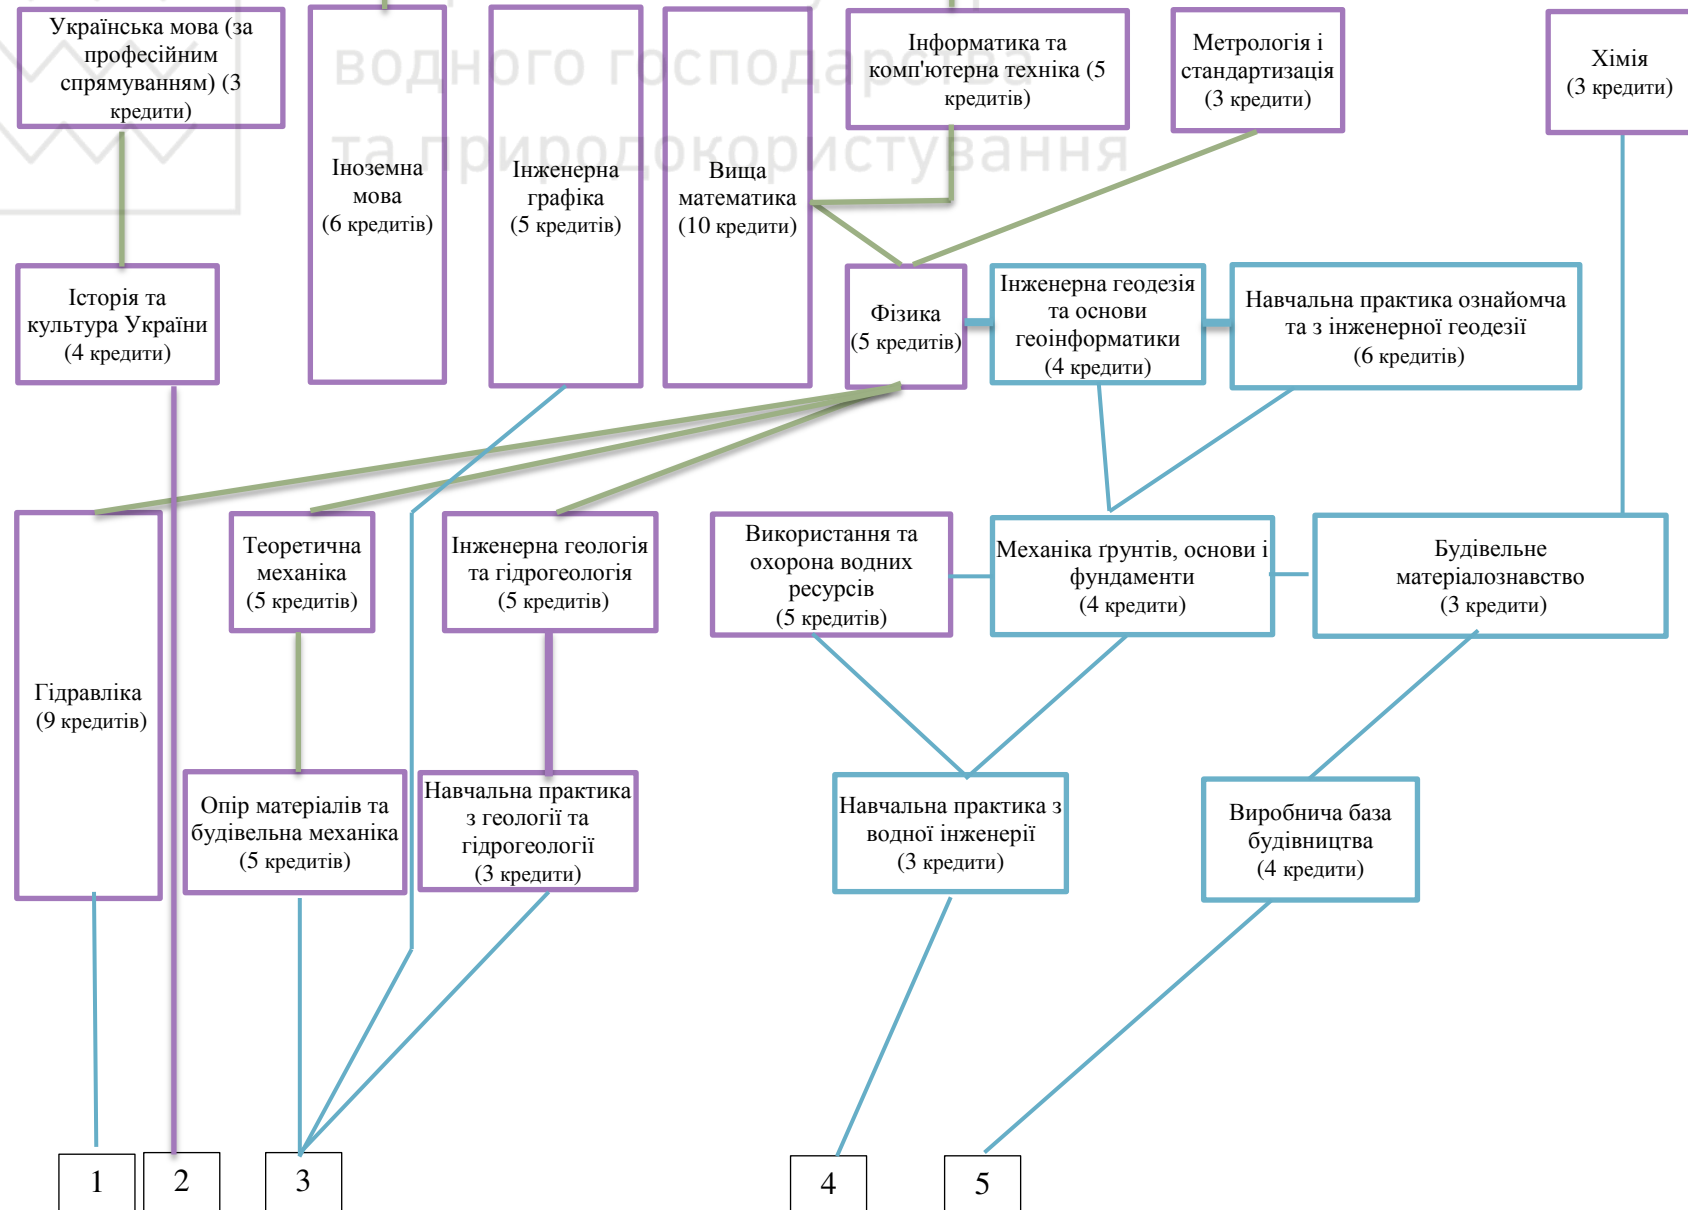 Українська мова (за
професійним
спрямуванням) (3
кредити)
Іноземна
мова
(6 кредитів)
Інженерна
графіка
(5 кредитів)
Вища
математика
(10 кредити)
Інформатика та
комп'ютерна техніка (5
кредитів)
Метрологія і
стандартизація
(3 кредити)
Хімія
(3 кредити)
водного господарства
та природокористування
Історія та
культура України
(4 кредити)
Фізика
(5 кредитів)
Інженерна геодезія
та основи
геоінформатики
(4 кредити)
Навчальна практика ознайомча
та з інженерної геодезії
(6 кредитів)
Гідравліка
(9 кредитів)
Теоретична
механіка
(5 кредитів)
Інженерна геологія
та гідрогеологія
(5 кредитів)
Використання та
охорона водних
ресурсів
(5 кредитів)
Механіка ґрунтів, основи і
фундаменти
(4 кредити)
Будівельне
матеріалознавство
(3 кредити)
Опір матеріалів та
будівельна механіка
(5 кредитів)
Навчальна практика
з геології та
гідрогеології
(3 кредити)
Навчальна практика з
водної інженерії
(3 кредити)
Виробнича база
будівництва
(4 кредити)
1
2
3
4
5